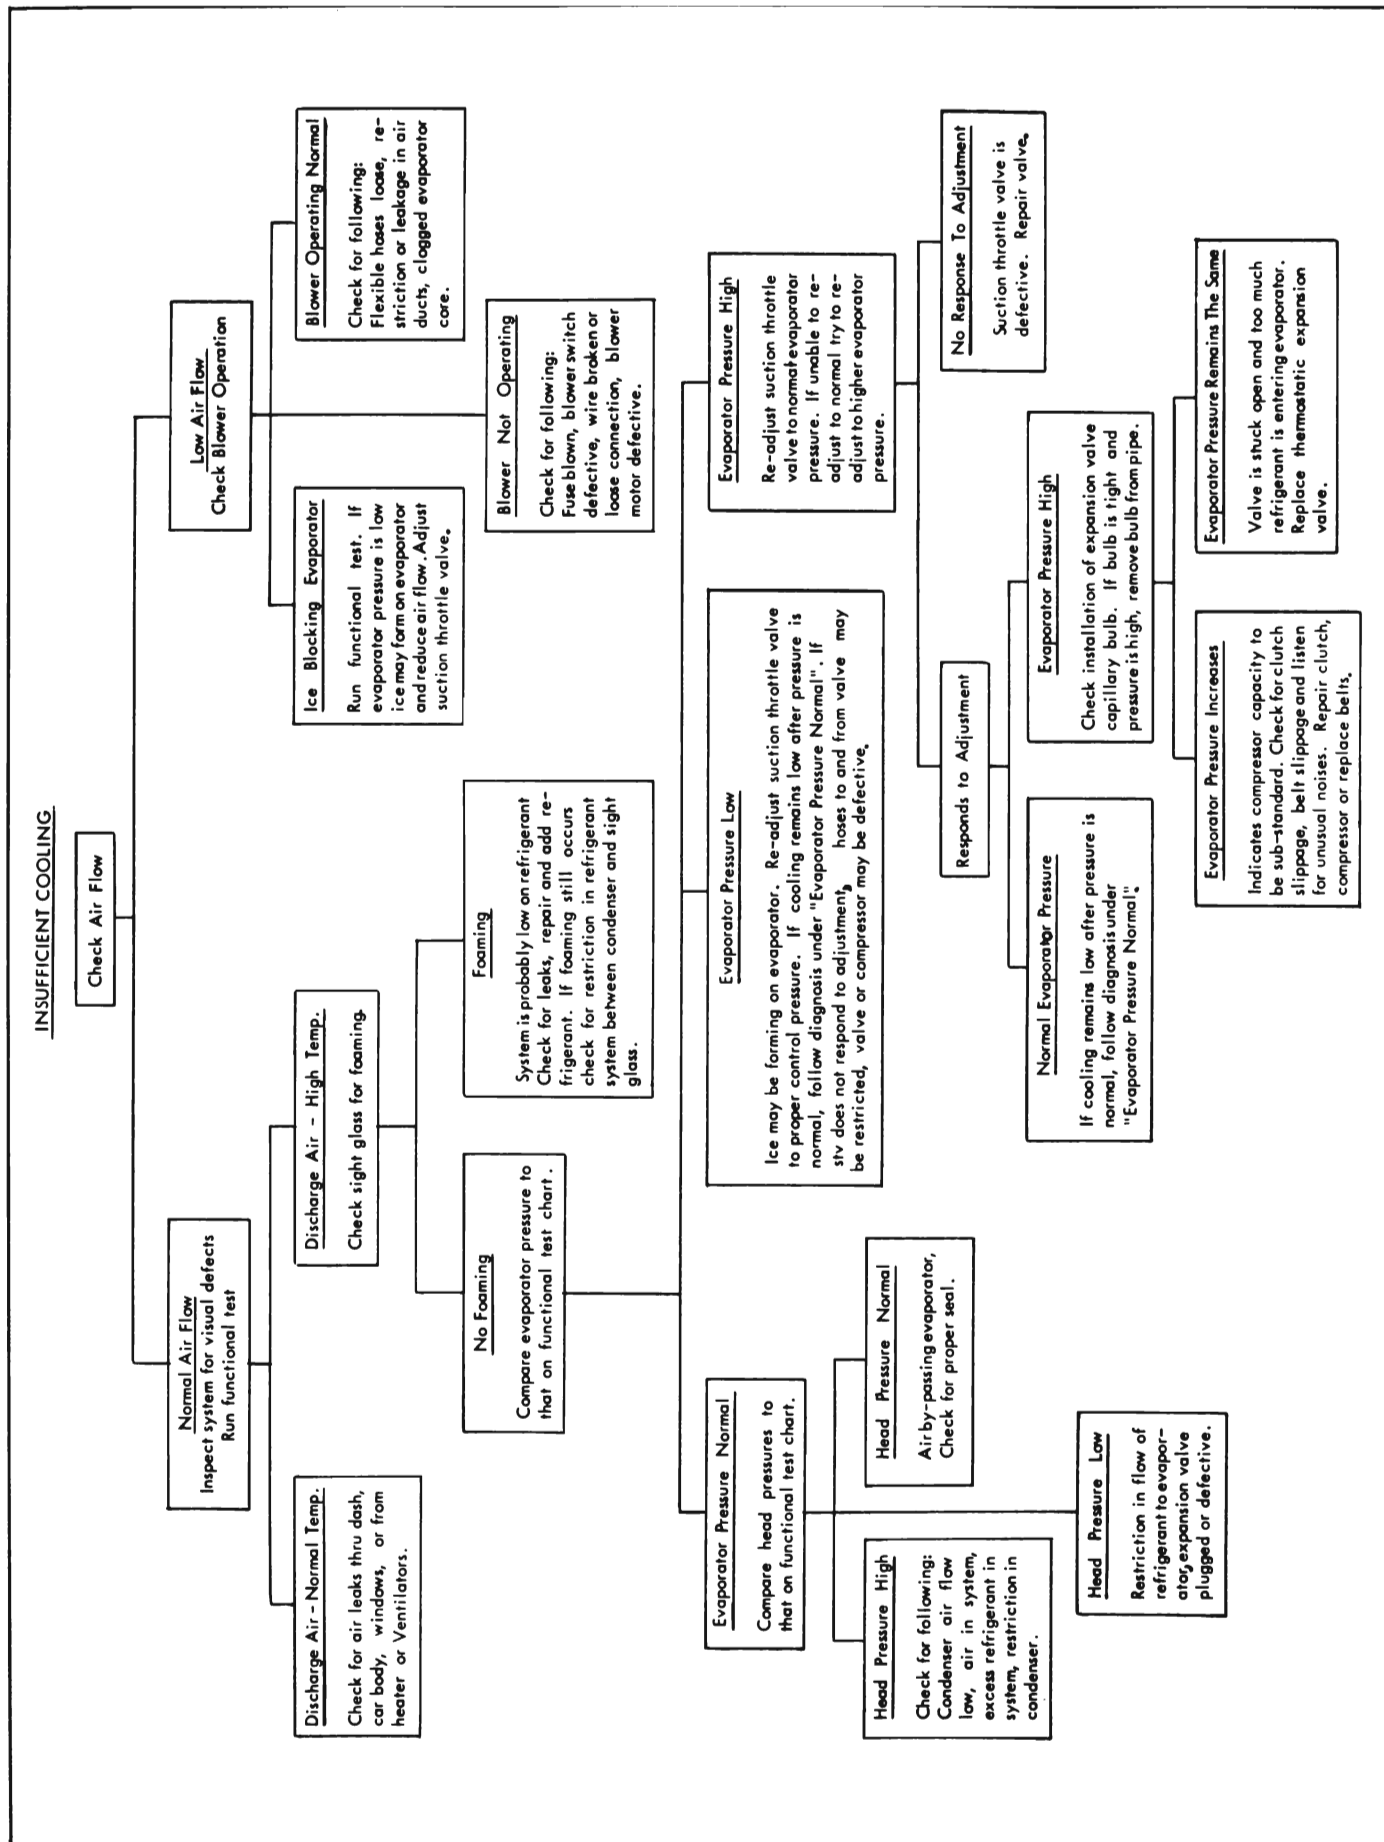 INSUFFICIENT COOLING
Check Air Flow
Normal Air Flow
Inspect system for visual defects
Run functional test
Low Air Flow
Check Blower Operation
Discharge Air - Normal Temp.
Check for air leaks thru dash,
car body, windows, or from
heater or Ventilators.
Discharge Air - High Temp.
Check sight glass for foaming.
Ice Blocking Evaporator
Run functional test. If
evaporator pressure is low
ice may form on evaporator
and reduce air flow. Adjust
suction throttle valve.
Blower Operating Normal
Check for following:
Flexible hoses loose, re-
striction or leakage in air
ducts, clogged evaporator
core.
No Foaming
Compare evaporator pressure to
that on functional test chart.
Foaming
System is probably low on refrigerant
Check for leaks, repair and add re-
frigerant. If foaming still occurs
check for restriction in refrigerant
system between condenser and sight
glass.
Blower Not Operating
Check for following:
Fuse blown, blower switch
defective, wire broken or
loose connection, blower
motor defective.
Evaporator Pressure Normal
Compare head pressures to
that on functional test chart.
Evaporator Pressure Low
Ice may be forming on evaporator. Re-adjust suction throttle valve
to proper control pressure. If cooling remains low after pressure is
normal, follow diagnosis under "Evaporator Pressure Normal". If
stv does not respond to adjustment, hoses to and from valve may
be restricted, valve or compressor may be defective.
Evaporator Pressure High
Re-adjust suction throttle
valve to normal evaporator
pressure. If unable to re-
adjust to normal try to re-
adjust to higher evaporator
pressure.
Head Pressure High
Check for following:
Condenser air flow
low, air in system,
excess refrigerant in
system, restriction in
condenser.
Head Pressure Normal
Air by-passing evaporator,
Check for proper seal.
Responds to Adjustment
No Response To Adjustment
Suction throttle valve is
defective. Repair valve.
Head Pressure Low
Restriction in flow of
refrigerant to evapor-
ator, expansion valve
plugged or defective.
Normal Evaporator Pressure
If cooling remains low after pressure is
normal, follow diagnosis under
"Evaporator Pressure Normal".
Evaporator Pressure High
Check installation of expansion valve
capillary bulb. If bulb is tight and
pressure is high, remove bulb from pipe.
Evaporator Pressure Increases
Indicates compressor capacity to
be sub-standard. Check for clutch
slippage, belt slippage and listen
for unusual noises. Repair clutch,
compressor or replace belts.
Evaporator Pressure Remains The Same
Valve is stuck open and too much
refrigerant is entering evaporator.
Replace thermostatic expansion
valve.